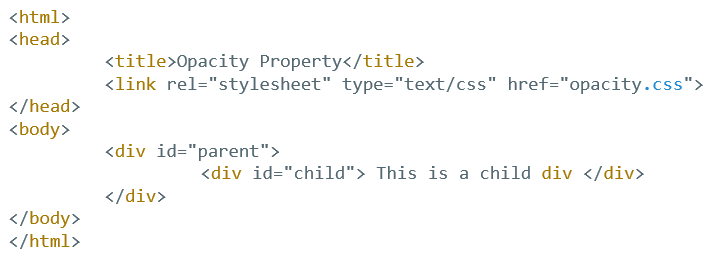 <html>
<head>
<title>Opacity Property</title>
<link rel="stylesheet" type="text/css" href="opacity.css">
</head>
<body>
<div id="parent">
<div id="child"> This is a child div </div>
</div>
</body>
</html>